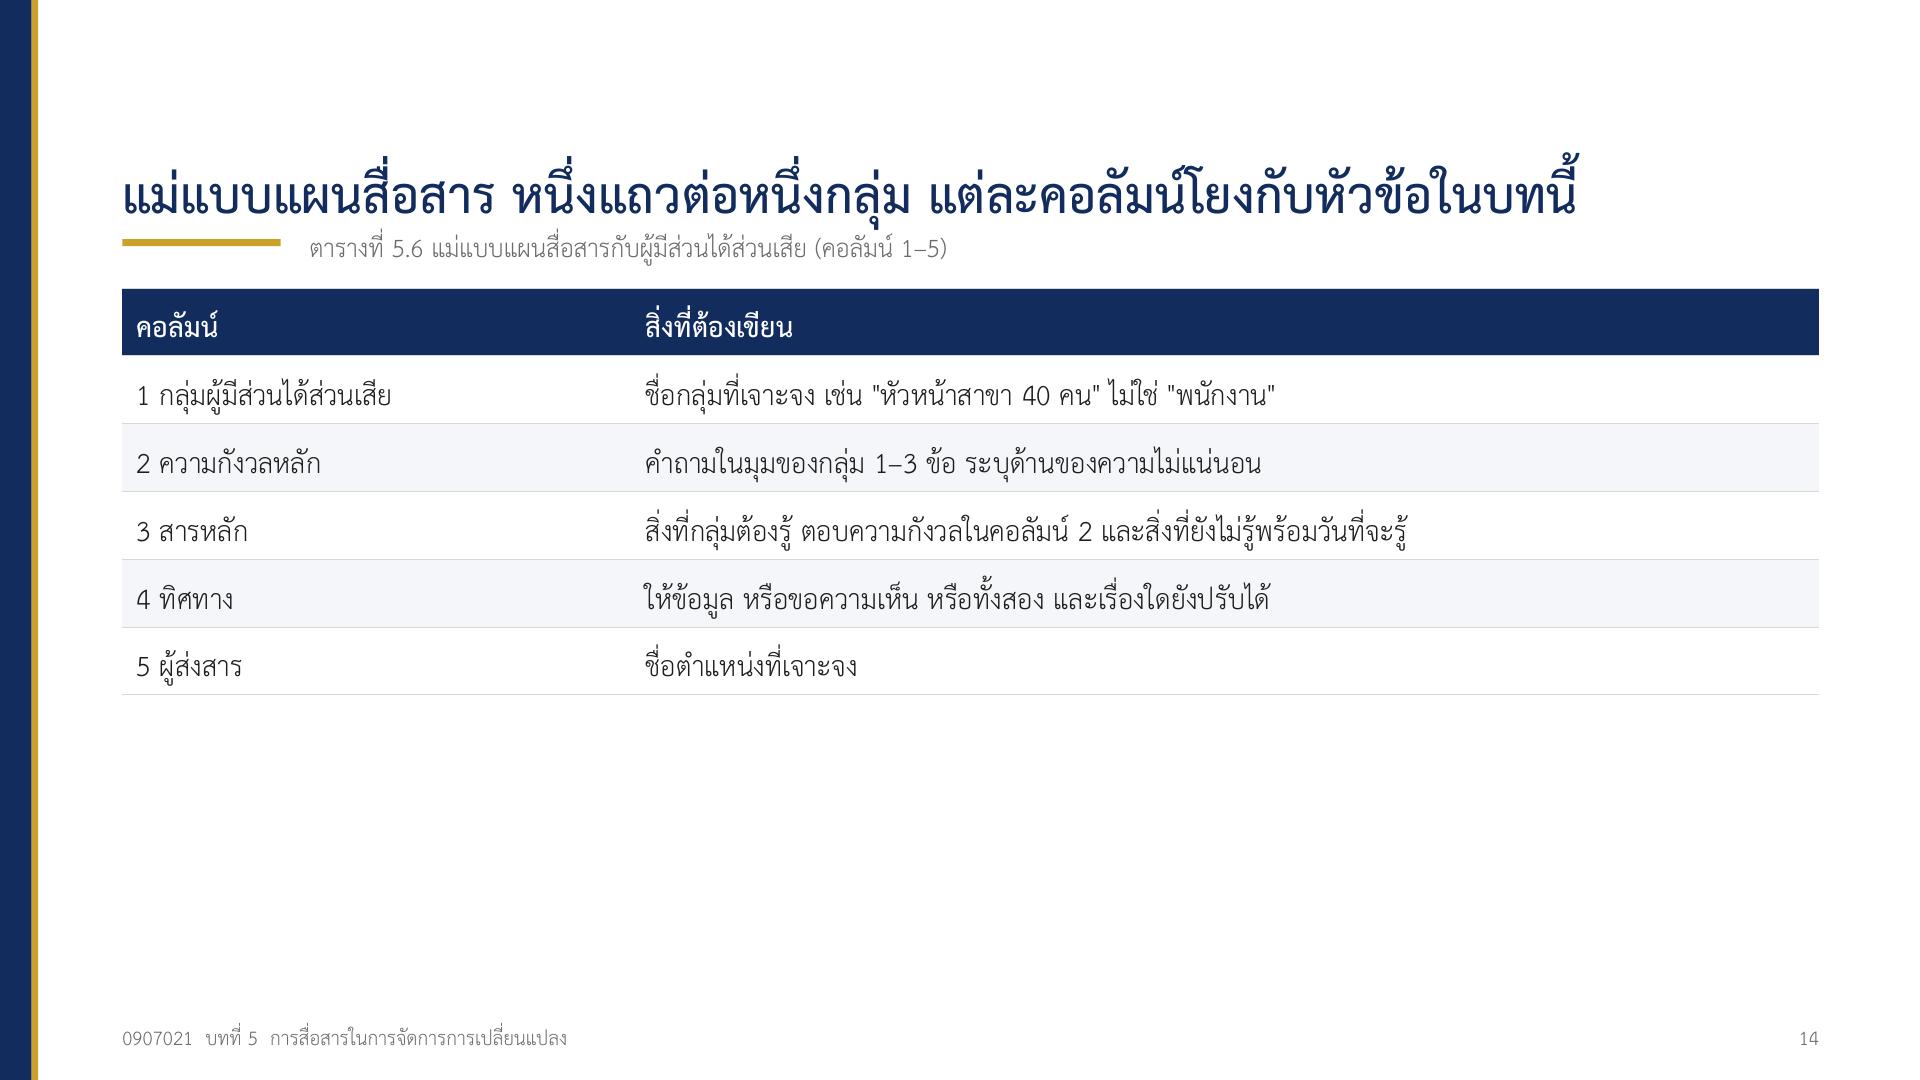 แม่แบบแผนสื่อสาร หนึ่งแถวต่อหนึ่งกลุ่ม แต่ละคอลัมน์โยงกับหัวข้อในบทนี้
ตารางที่ 5.6 แม่แบบแผนสื่อสารกับผู้มีส่วนได้ส่วนเสีย (คอลัมน์ 1–5)
คอลัมน์ สิ่งที่ต้องเขียน
1 กลุ่มผู้มีส่วนได้ส่วนเสีย ชื่อกลุ่มที่เจาะจง เช่น "หัวหน้าสาขา 40 คน" ไม่ใช่ "พนักงาน"
2 ความกังวลหลัก คำถามในมุมของกลุ่ม 1–3 ข้อ ระบุด้านของความไม่แน่นอน
3 สารหลัก สิ่งที่กลุ่มต้องรู้ ตอบความกังวลในคอลัมน์ 2 และสิ่งที่ยังไม่รู้พร้อมวันที่จะรู้
4 ทิศทาง ให้ข้อมูล หรือขอความเห็น หรือทั้งสอง และเรื่องใดยังปรับได้
5 ผู้ส่งสาร ชื่อตำแหน่งที่เจาะจง
0907021 บทที่ 5 การสื่อสารในการจัดการการเปลี่ยนแปลง 14